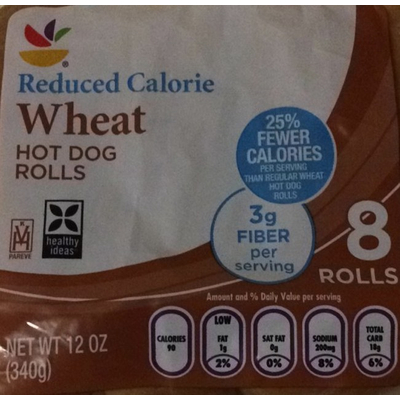 Reduced Calorie
Wheat
HOT DOG
ROLLS
25%
FEWER
CALORIES
PER SERVING
THAN REGULAR WHEAT
HOT DOG
ROLLS
3g
FIBER
per
serving
8
ROLLS
K
PAREVE
healthy
ideas
Amount and % Daily Value per serving
NET WT 12 OZ
(340g)
CALORIES
90
LOW
FAT
1g
2%
SAT FAT
0g
0%
SODIUM
200mg
8%
TOTAL
CARB
18g
6%